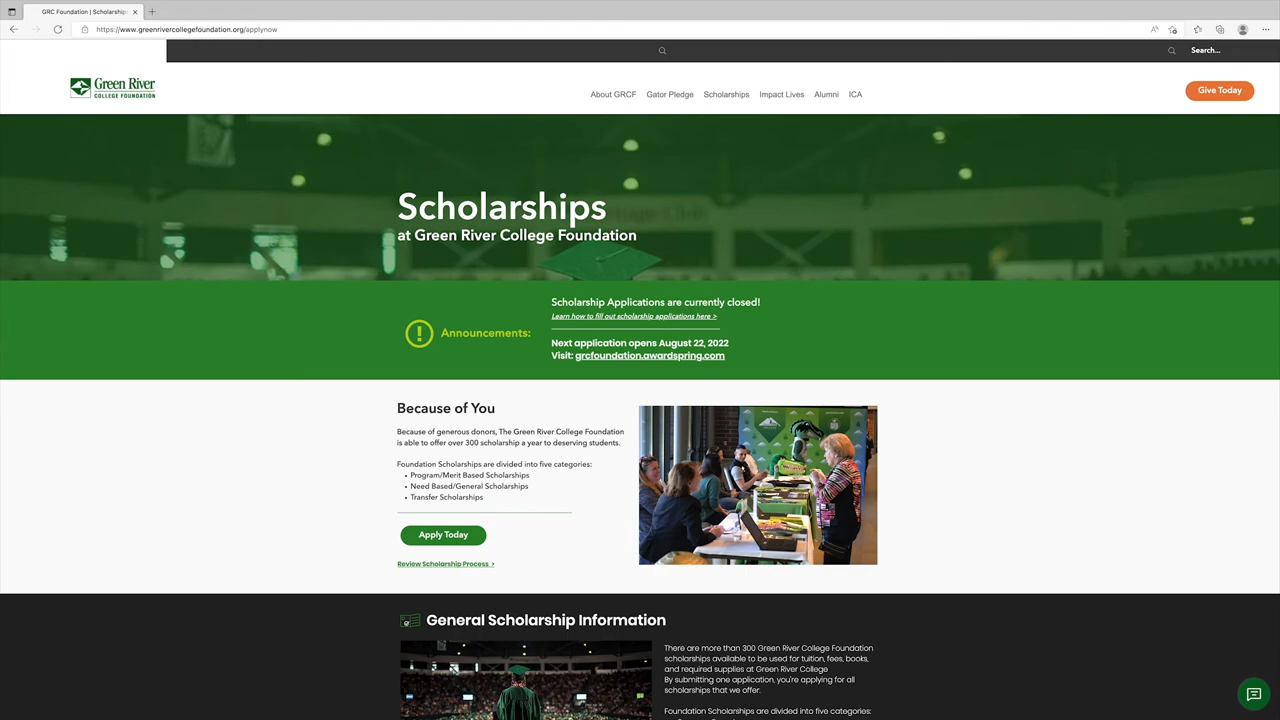 GRC Foundation | Scholarships
https://www.greenrivercollegefoundation.org/applynow
Search...
Green River
COLLEGE FOUNDATION
About GRCF
Gator Pledge
Scholarships
Impact Lives
Alumni
ICA
Give Today
Scholarships
at Green River College Foundation
Announcements:
Scholarship Applications are currently closed!
Learn how to fill out scholarship applications here >
Next application opens August 22, 2022
Visit: grcfoundation.awardspring.com
Because of You
Because of generous donors, The Green River College Foundation
is able to offer over 300 scholarship a year to deserving students.
Foundation Scholarships are divided into five categories:
• Program/Merit Based Scholarships
• Need Based/General Scholarships
• Transfer Scholarships
Apply Today
Review Scholarship Process >
General Scholarship Information
There are more than 300 Green River College Foundation
scholarships available to be used for tuition, fees, books,
and required supplies at Green River College
By submitting one application, you're applying for all
scholarships that we offer.
Foundation Scholarships are divided into five categories: